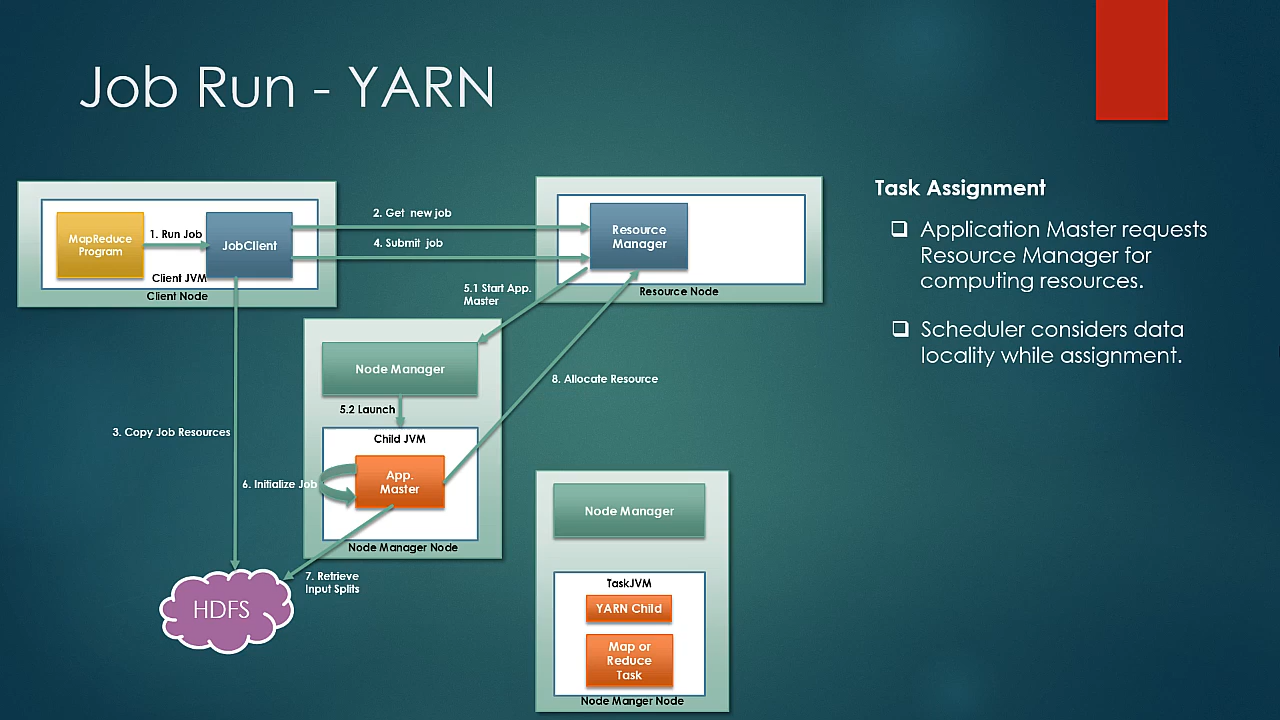 Job Run - YARN
MapReduce
Program
1. Run Job
JobClient
Client JVM
Client Node
2. Get new job
4. Submit job
Resource
Manager
Resource Node
5.1 Start App.
Master
Node Manager
5.2 Launch
Child JVM
App.
Master
Node Manager Node
3. Copy Job Resources
6. Initialize Job
7. Retrieve
Input Splits
HDFS
8. Allocate Resource
Node Manager
TaskJVM
YARN Child
Map or
Reduce
Task
Node Manger Node
Task Assignment
Application Master requests
Resource Manager for
computing resources.
Scheduler considers data
locality while assignment.